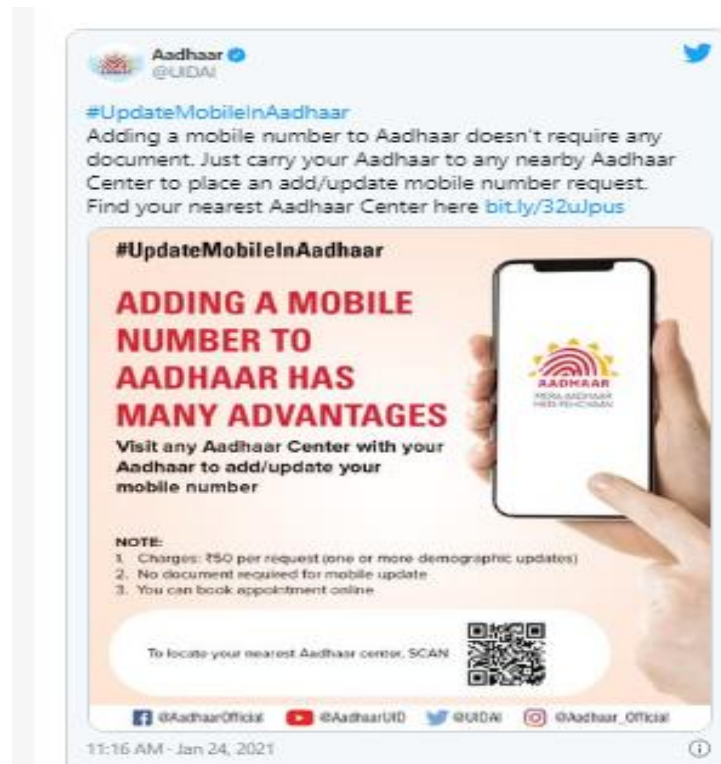 Aadhaar
@UIDAI
#UpdateMobileInAadhaar
Adding a mobile number to Aadhaar doesn't require any
document. Just carry your Aadhaar to any nearby Aadhaar
Center to place an add/update mobile number request.
Find your nearest Aadhaar Center here bit.ly/32uJpus
#UpdateMobileInAadhaar
ADDING A MOBILE
NUMBER TO
AADHAAR HAS
MANY ADVANTAGES
Visit any Aadhaar Center with your
Aadhaar to add/update your
mobile number
AADHAAR
MERA AADHAAR
MERI PEHCHAAN
NOTE:
1. Charges: ₹50 per request (one or more demographic updates)
2. No document required for mobile update
3. You can book appointment online
To locate your nearest Aadhaar center, SCAN
@AadhaarOfficial @AadhaarUID @UIDAI @Aadhaar_Official
11:16 AM - Jan 24, 2021